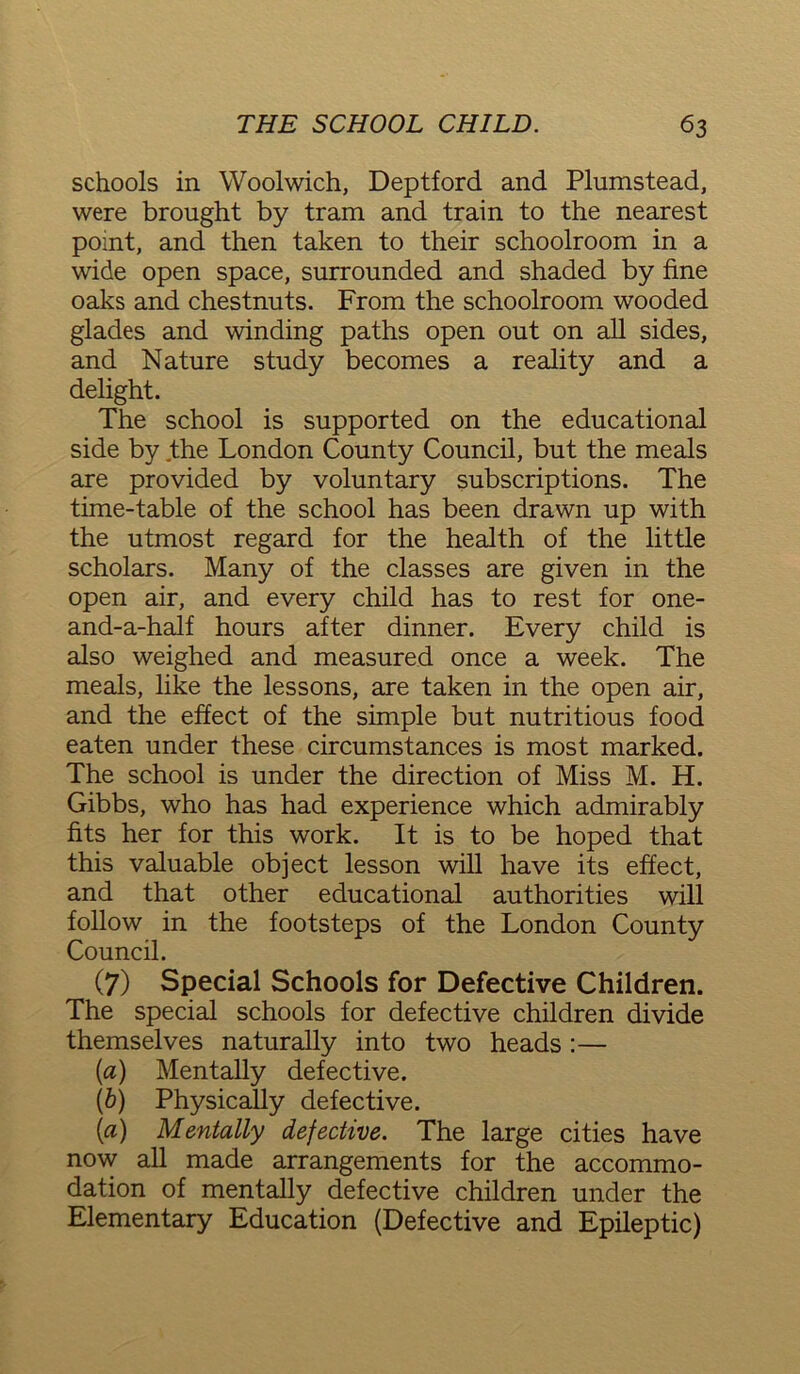 THE SCHOOL CHILD. 63
schools in Woolwich, Deptford and Plumstead,
were brought by tram and train to the nearest
point, and then taken to their schoolroom in a
wide open space, surrounded and shaded by fine
oaks and chestnuts. From the schoolroom wooded
glades and winding paths open out on all sides,
and Nature study becomes a reality and a
delight.
The school is supported on the educational
side by the London County Council, but the meals
are provided by voluntary subscriptions. The
time-table of the school has been drawn up with
the utmost regard for the health of the little
scholars. Many of the classes are given in the
open air, and every child has to rest for one-
and-a-half hours after dinner. Every child is
also weighed and measured once a week. The
meals, like the lessons, are taken in the open air,
and the effect of the simple but nutritious food
eaten under these circumstances is most marked.
The school is under the direction of Miss M. H.
Gibbs, who has had experience which admirably
fits her for this work. It is to be hoped that
this valuable object lesson will have its effect,
and that other educational authorities will
follow in the footsteps of the London County
Council.
(7) Special Schools for Defective Children.
The special schools for defective children divide
themselves naturally into two heads :—
(a) Mentally defective.
(b) Physically defective.
(a) Mentally defective. The large cities have
now all made arrangements for the accommo-
dation of mentally defective children under the
Elementary Education (Defective and Epileptic)